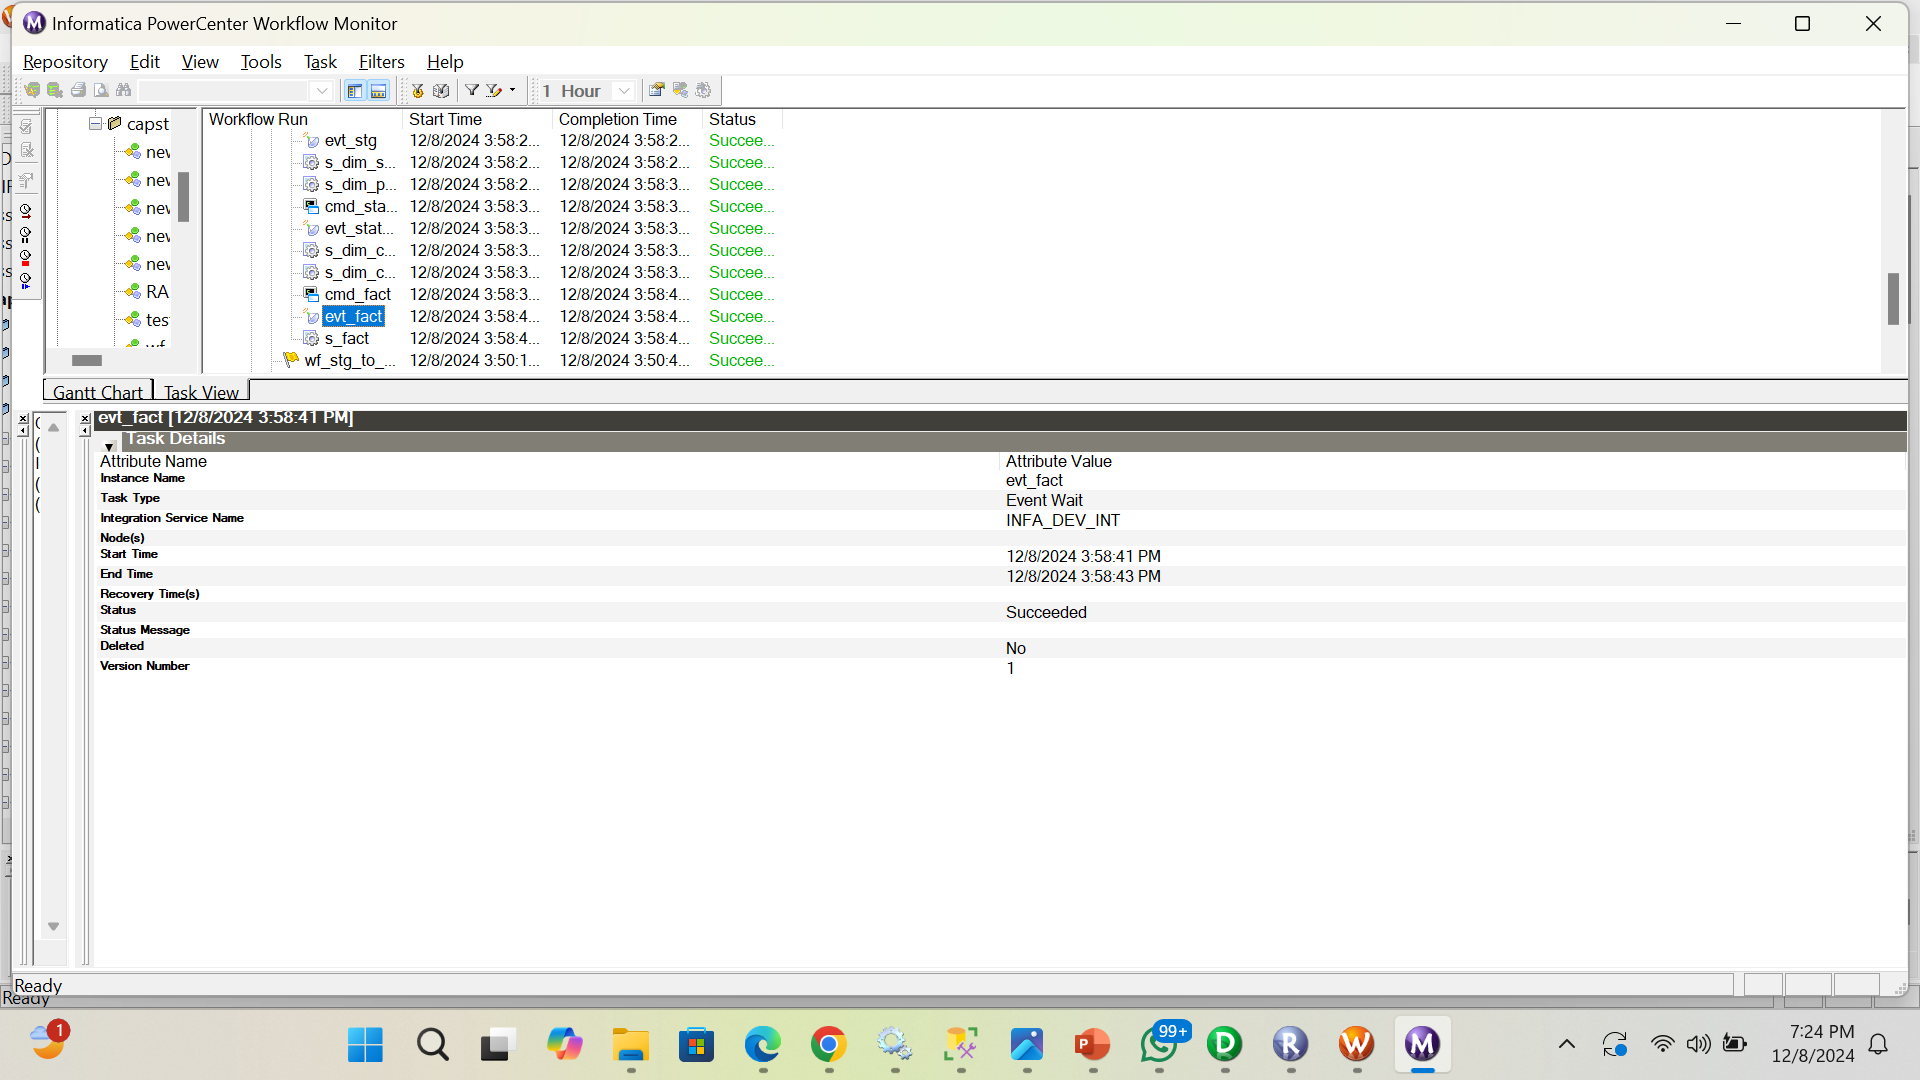 Informatica PowerCenter Workflow Monitor
Repository Edit View Tools Task Filters Help
1 Hour
capst
new
new
new
new
new
RA
tes
wf
Workflow Run Start Time Completion Time Status
evt_stg 12/8/2024 3:58:2... 12/8/2024 3:58:2... Succee...
s_dim_s... 12/8/2024 3:58:2... 12/8/2024 3:58:2... Succee...
s_dim_p... 12/8/2024 3:58:2... 12/8/2024 3:58:3... Succee...
cmd_sta... 12/8/2024 3:58:3... 12/8/2024 3:58:3... Succee...
evt_stat... 12/8/2024 3:58:3... 12/8/2024 3:58:3... Succee...
s_dim_c... 12/8/2024 3:58:3... 12/8/2024 3:58:3... Succee...
s_dim_c... 12/8/2024 3:58:3... 12/8/2024 3:58:3... Succee...
cmd_fact 12/8/2024 3:58:3... 12/8/2024 3:58:4... Succee...
evt_fact 12/8/2024 3:58:4... 12/8/2024 3:58:4... Succee...
s_fact 12/8/2024 3:58:4... 12/8/2024 3:58:4... Succee...
wf_stg_to_... 12/8/2024 3:50:1... 12/8/2024 3:50:4... Succee...
Gantt Chart Task View
evt_fact [12/8/2024 3:58:41 PM]
Task Details
Attribute Name Attribute Value
Instance Name evt_fact
Task Type Event Wait
Integration Service Name INFA_DEV_INT
Node(s)
Start Time 12/8/2024 3:58:41 PM
End Time 12/8/2024 3:58:43 PM
Recovery Time(s)
Status Succeeded
Status Message
Deleted No
Version Number 1
Ready
Ready
1
99+
7:24 PM
12/8/2024